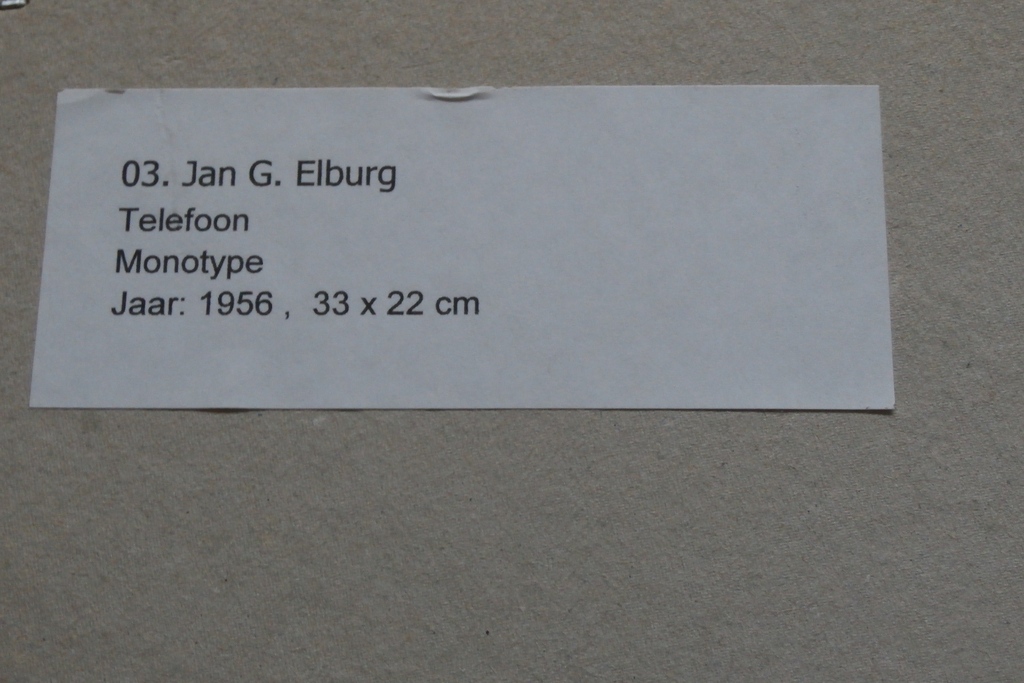 03. Jan G. Elburg
Telefoon
Monotype
Jaar: 1956 , 33 x 22 cm